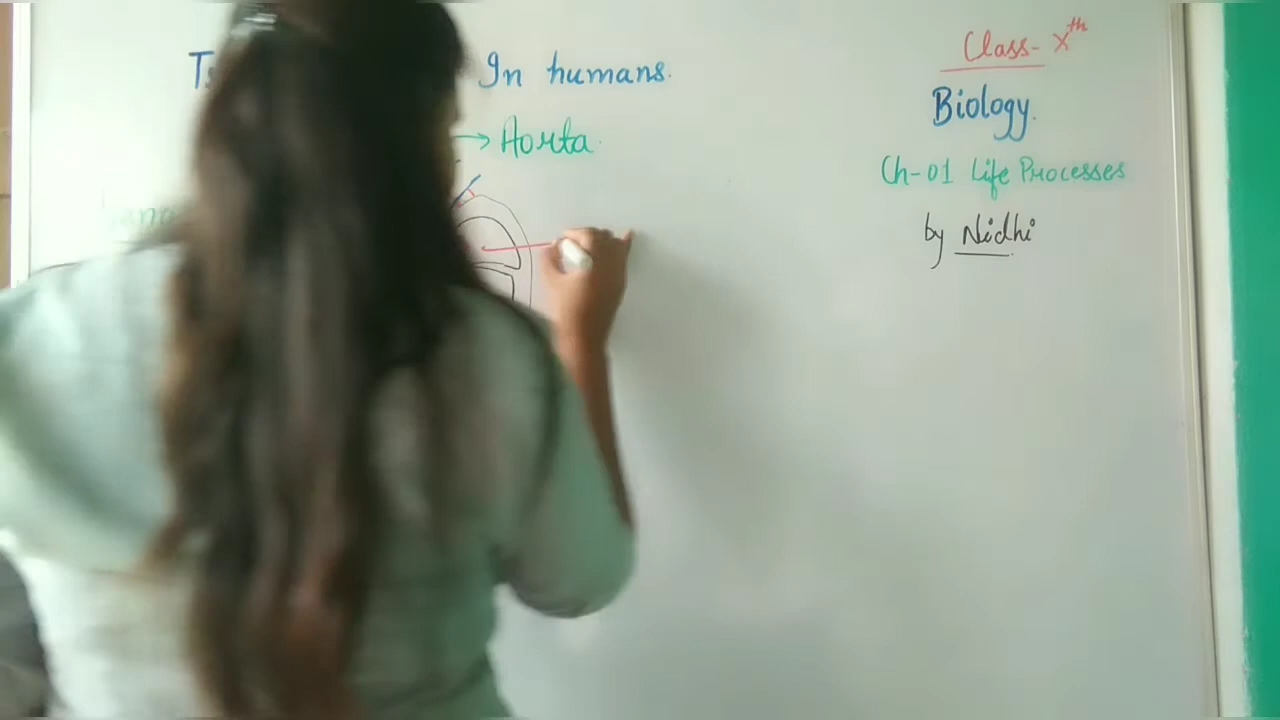 In humans.
Aorta
Class- Xth
Biology.
Ch-01 Life Processes
by Nidhi